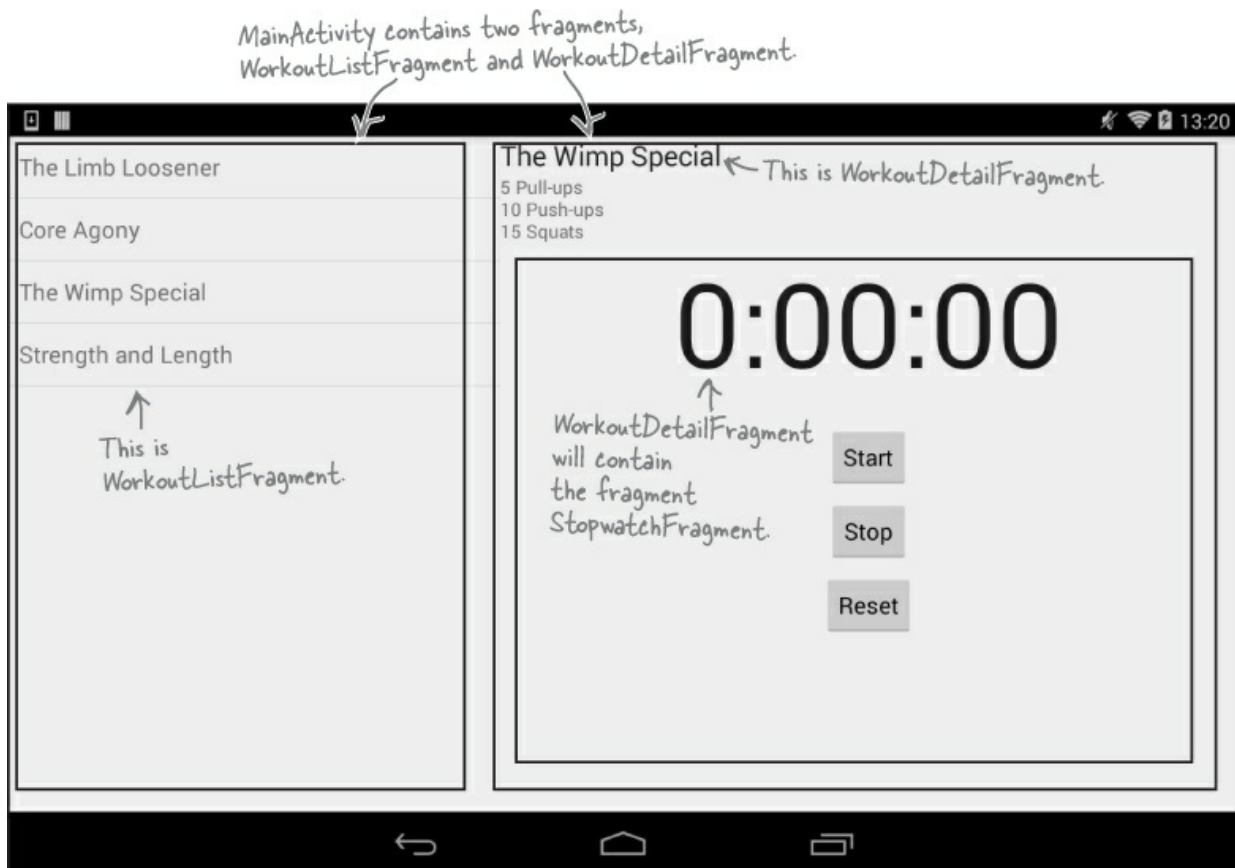 MainActivity contains two fragments,
WorkoutListFragment and WorkoutDetailFragment.
13:20
The Limb Loosener
Core Agony
The Wimp Special
Strength and Length
This is
WorkoutListFragment.
The Wimp Special
This is WorkoutDetailFragment.
5 Pull-ups
10 Push-ups
15 Squats
0:00:00
WorkoutDetailFragment
will contain
the fragment
StopwatchFragment.
Start
Stop
Reset